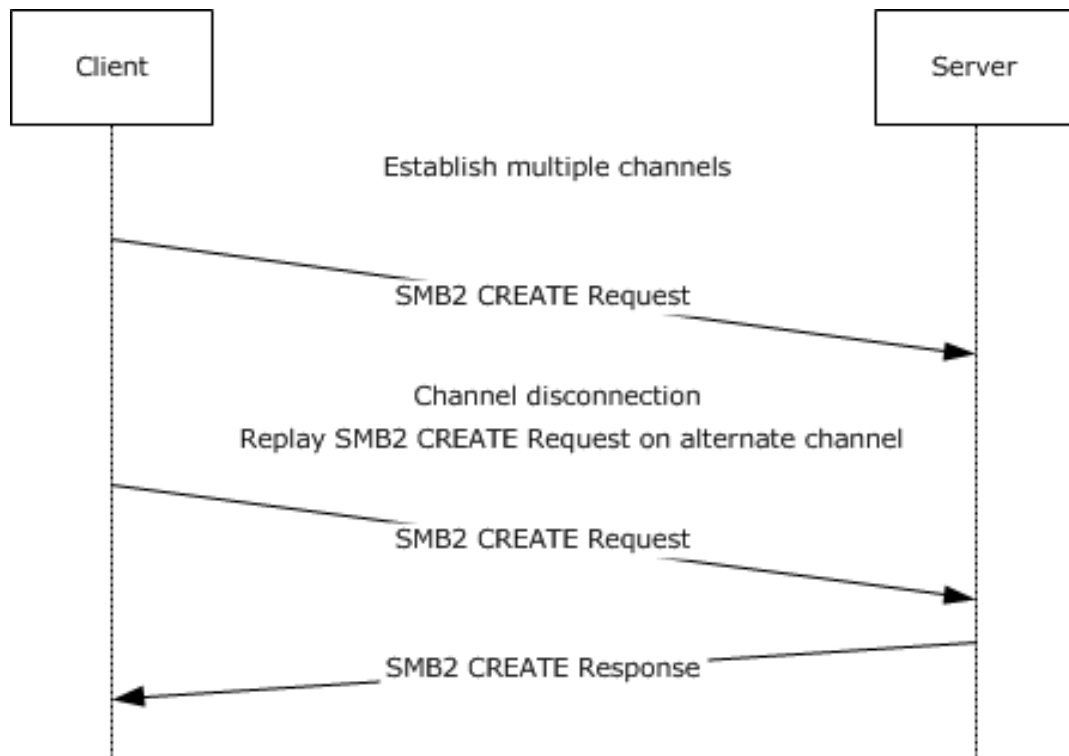 Client
Server
Establish multiple channels
SMB2 CREATE Request
Channel disconnection
Replay SMB2 CREATE Request on alternate channel
SMB2 CREATE Request
SMB2 CREATE Response